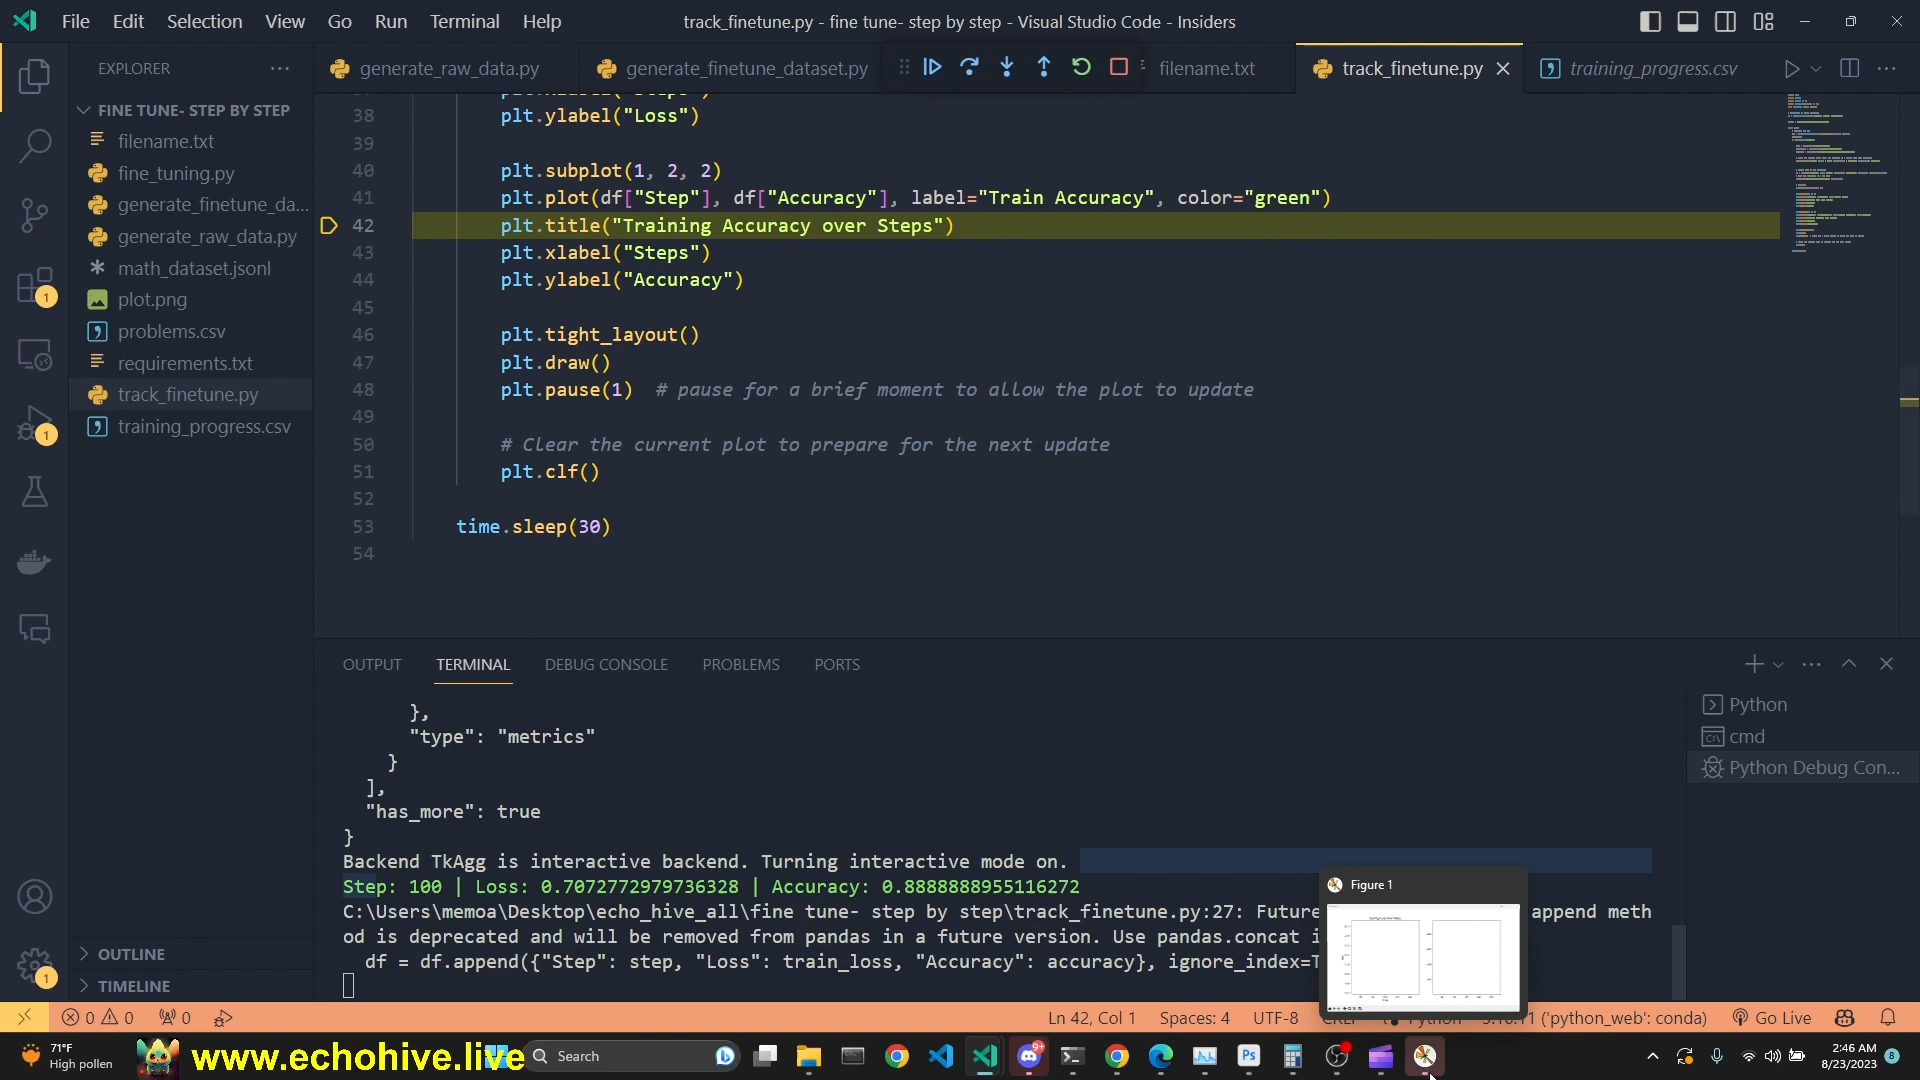 File Edit Selection View Go Run Terminal Help
track_finetune.py - fine tune- step by step - Visual Studio Code - Insiders
EXPLORER
generate_raw_data.py
generate_finetune_dataset.py
filename.txt
track_finetune.py
training_progress.csv
FINE TUNE- STEP BY STEP
filename.txt
fine_tuning.py
generate_finetune_da...
generate_raw_data.py
math_dataset.jsonl
plot.png
problems.csv
requirements.txt
track_finetune.py
training_progress.csv
OUTLINE
TIMELINE
1
1
1
38 plt.ylabel("Loss")
39
40 plt.subplot(1, 2, 2)
41 plt.plot(df["Step"], df["Accuracy"], label="Train Accuracy", color="green")
42 plt.title("Training Accuracy over Steps")
43 plt.xlabel("Steps")
44 plt.ylabel("Accuracy")
45
46 plt.tight_layout()
47 plt.draw()
48 plt.pause(1)  # pause for a brief moment to allow the plot to update
49
50 # Clear the current plot to prepare for the next update
51 plt.clf()
52
53 time.sleep(30)
54
OUTPUT TERMINAL DEBUG CONSOLE PROBLEMS PORTS
Python
cmd
Python Debug Con...
},
"type": "metrics"
}
],
"has_more": true
}
Backend TkAgg is interactive backend. Turning interactive mode on.
Step: 100 | Loss: 0.7072772979736328 | Accuracy: 0.8888888955116272
C:\Users\memoa\Desktop\echo_hive_all\fine tune- step by step\track_finetune.py:27: Future
append meth
od is deprecated and will be removed from pandas in a future version. Use pandas.concat i
df = df.append({"Step": step, "Loss": train_loss, "Accuracy": accuracy}, ignore_index=T
Figure 1
0 0 0
Ln 42, Col 1 Spaces: 4 UTF-8
('python_web': conda) Go Live
71°F
High pollen
www.echohive.live
Search
9+
Ps
2:46 AM
8/23/2023
8